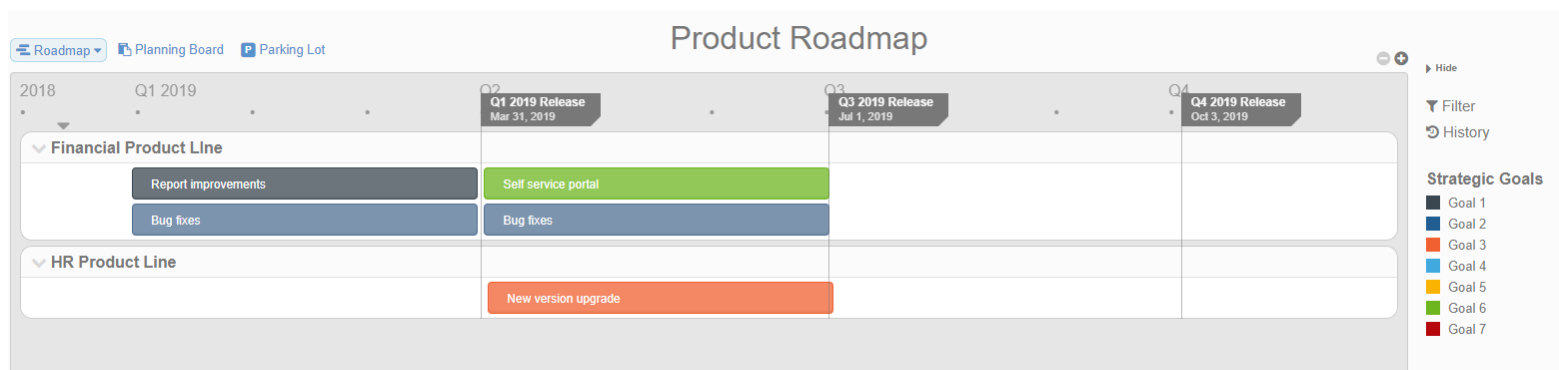 Product Roadmap
Roadmap
Planning Board
P Parking Lot
Hide
2018
Q1 2019
Q2
Q3
Q4
Q1 2019 Release
Mar 31, 2019
Q3 2019 Release
Jul 1, 2019
Q4 2019 Release
Oct 3, 2019
Filter
History
Financial Product LIne
Report improvements
Self service portal
Bug fixes
Bug fixes
HR Product Line
New version upgrade
Strategic Goals
Goal 1
Goal 2
Goal 3
Goal 4
Goal 5
Goal 6
Goal 7